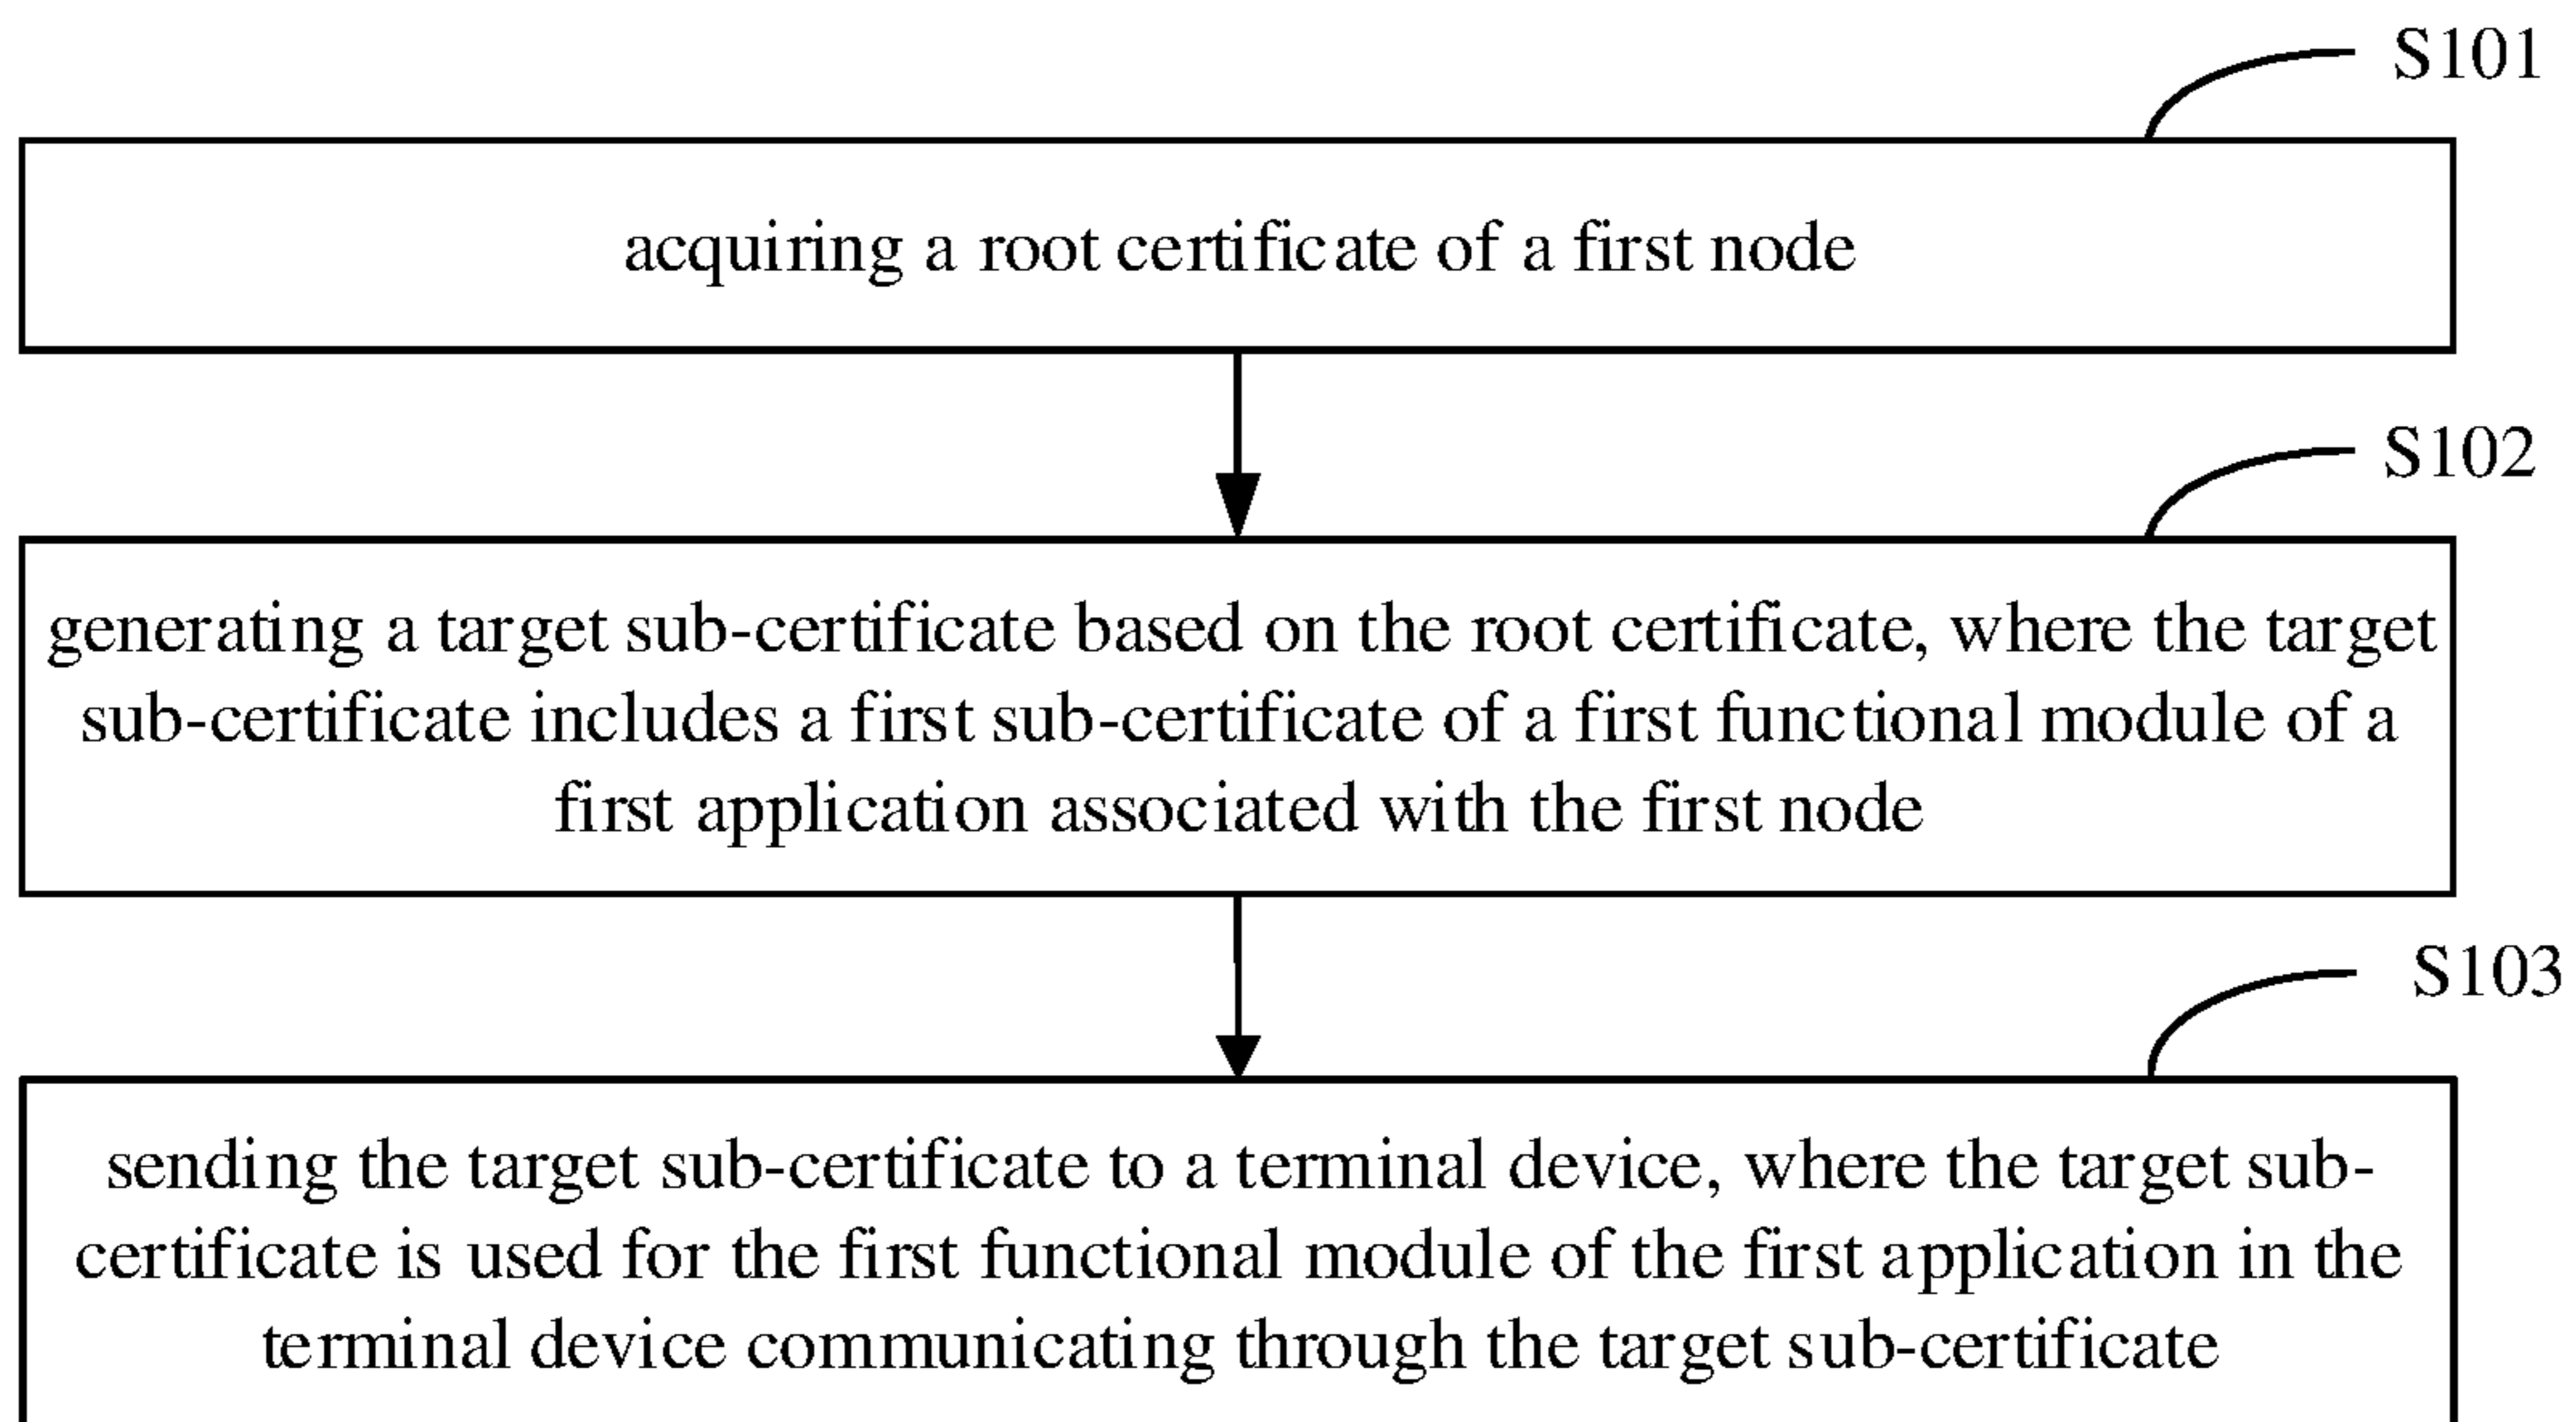 S101
acquiring a root certificate of a first node
S102
generating a target sub-certificate based on the root certificate, where the target
sub-certificate includes a first sub-certificate of a first functional module of a
first application associated with the first node
S103
sending the target sub-certificate to a terminal device, where the target sub-
certificate is used for the first functional module of the first application in the
terminal device communicating through the target sub-certificate